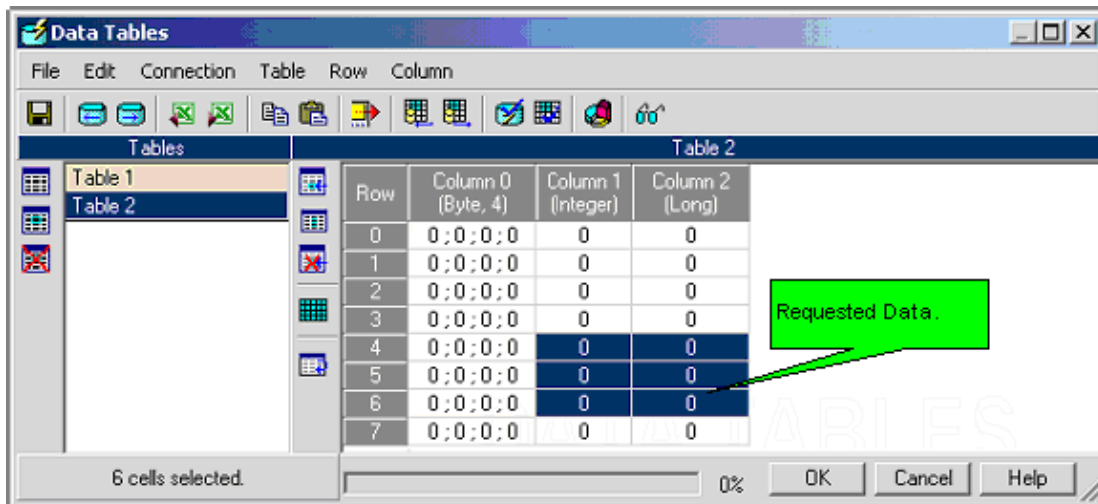 Data Tables
File Edit Connection Table Row Column
Tables Table 2
Table 1
Table 2
Row Column 0 (Byte, 4) Column 1 (Integer) Column 2 (Long)
0 0;0;0;0 0 0
1 0;0;0;0 0 0
2 0;0;0;0 0 0
3 0;0;0;0 0 0
4 0;0;0;0 0 0
5 0;0;0;0 0 0
6 0;0;0;0 0 0
7 0;0;0;0 0 0
Requested Data.
DATA TABLES
6 cells selected. 0% OK Cancel Help